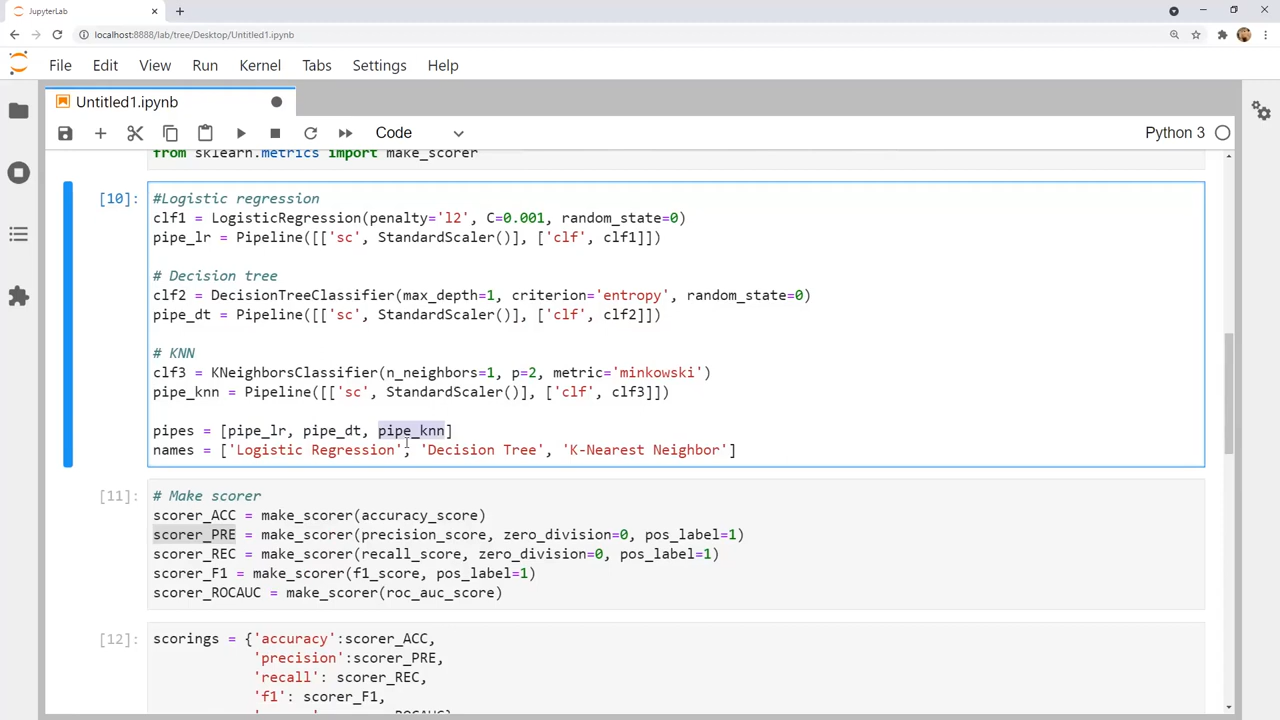 JupyterLab
localhost:8888/lab/tree/Desktop/Untitled1.ipynb
File Edit View Run Kernel Tabs Settings Help
Untitled1.ipynb
Code Python 3
from sklearn.metrics import make_scorer
[10]: #Logistic regression
clf1 = LogisticRegression(penalty='l2', C=0.001, random_state=0)
pipe_lr = Pipeline([['sc', StandardScaler()], ['clf', clf1]])
# Decision tree
clf2 = DecisionTreeClassifier(max_depth=1, criterion='entropy', random_state=0)
pipe_dt = Pipeline([['sc', StandardScaler()], ['clf', clf2]])
# KNN
clf3 = KNeighborsClassifier(n_neighbors=1, p=2, metric='minkowski')
pipe_knn = Pipeline([['sc', StandardScaler()], ['clf', clf3]])
pipes = [pipe_lr, pipe_dt, pipe_knn]
names = ['Logistic Regression', 'Decision Tree', 'K-Nearest Neighbor']
[11]: # Make scorer
scorer_ACC = make_scorer(accuracy_score)
scorer_PRE = make_scorer(precision_score, zero_division=0, pos_label=1)
scorer_REC = make_scorer(recall_score, zero_division=0, pos_label=1)
scorer_F1 = make_scorer(f1_score, pos_label=1)
scorer_ROCAUC = make_scorer(roc_auc_score)
[12]: scorings = {'accuracy':scorer_ACC,
'precision':scorer_PRE,
'recall': scorer_REC,
'f1': scorer_F1,